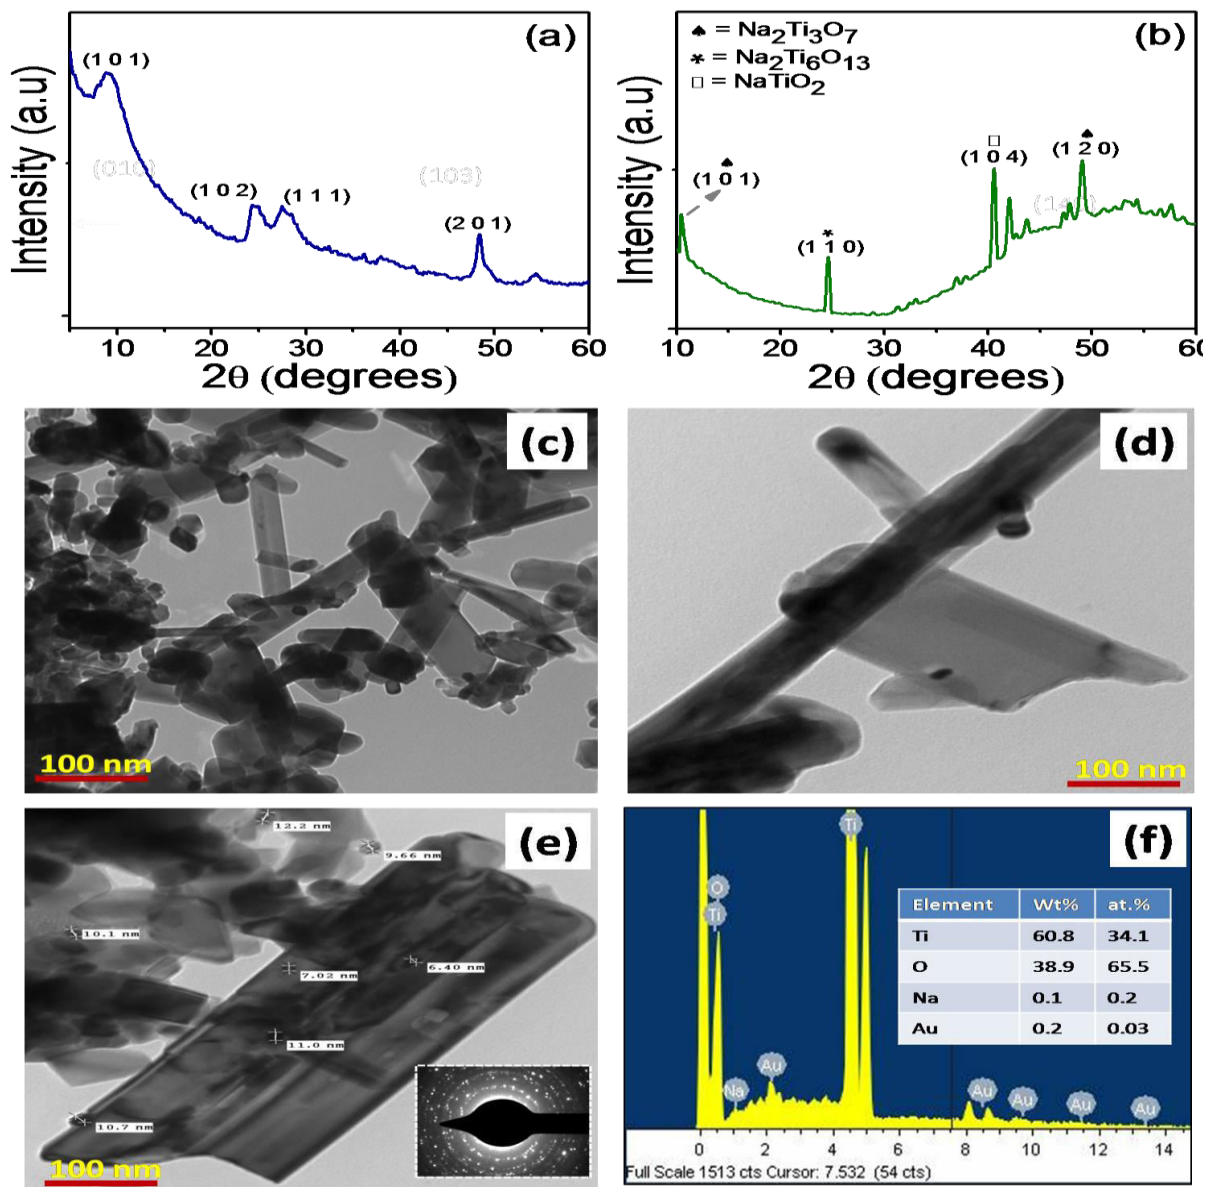 (a)
(1 0 1)
(010)
(1 0 2)
(1 1 1)
(103)
(2 0 1)
Intensity (a.u)
10 20 30 40 50 60
2θ (degrees)
(b)
♠ = Na2Ti3O7
* = Na2Ti6O13
□ = NaTiO2
♠
(1 0 1)
*
(1 1 0)
□
(1 0 4)
♠
(1 2 0)
Intensity (a.u)
10 20 30 40 50 60
2θ (degrees)
(c)
100 nm
(d)
100 nm
(e)
12.2 nm
9.66 nm
10.1 nm
7.02 nm
6.40 nm
11.0 nm
10.7 nm
100 nm
(f)
Ti
O
Ti
Na
Au
Au
Au
Au
Au
Element Wt% at.%
Ti 60.8 34.1
O 38.9 65.5
Na 0.1 0.2
Au 0.2 0.03
0 2 4 6 8 10 12 14
Full Scale 1513 cts Cursor: 7.532 (54 cts)